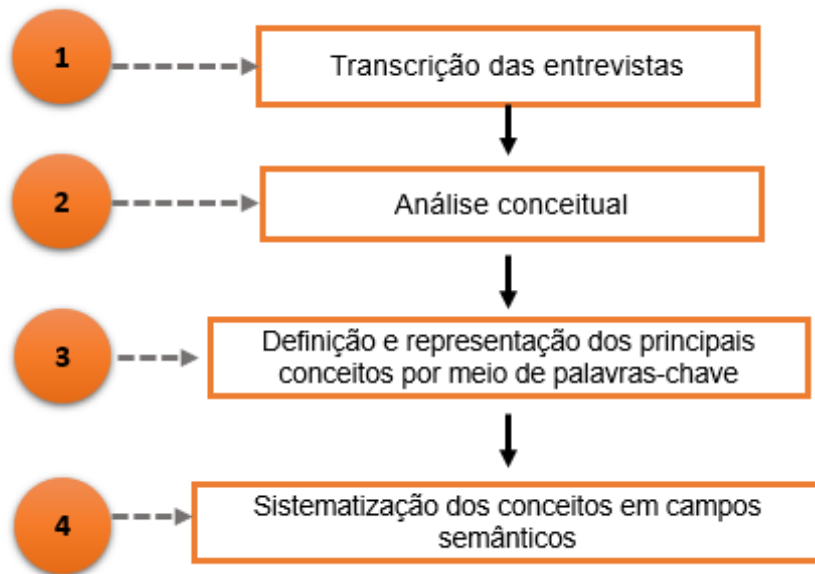 1
Transcrição das entrevistas
2
Análise conceitual
3
Definição e representação dos principais
conceitos por meio de palavras-chave
4
Sistematização dos conceitos em campos
semânticos